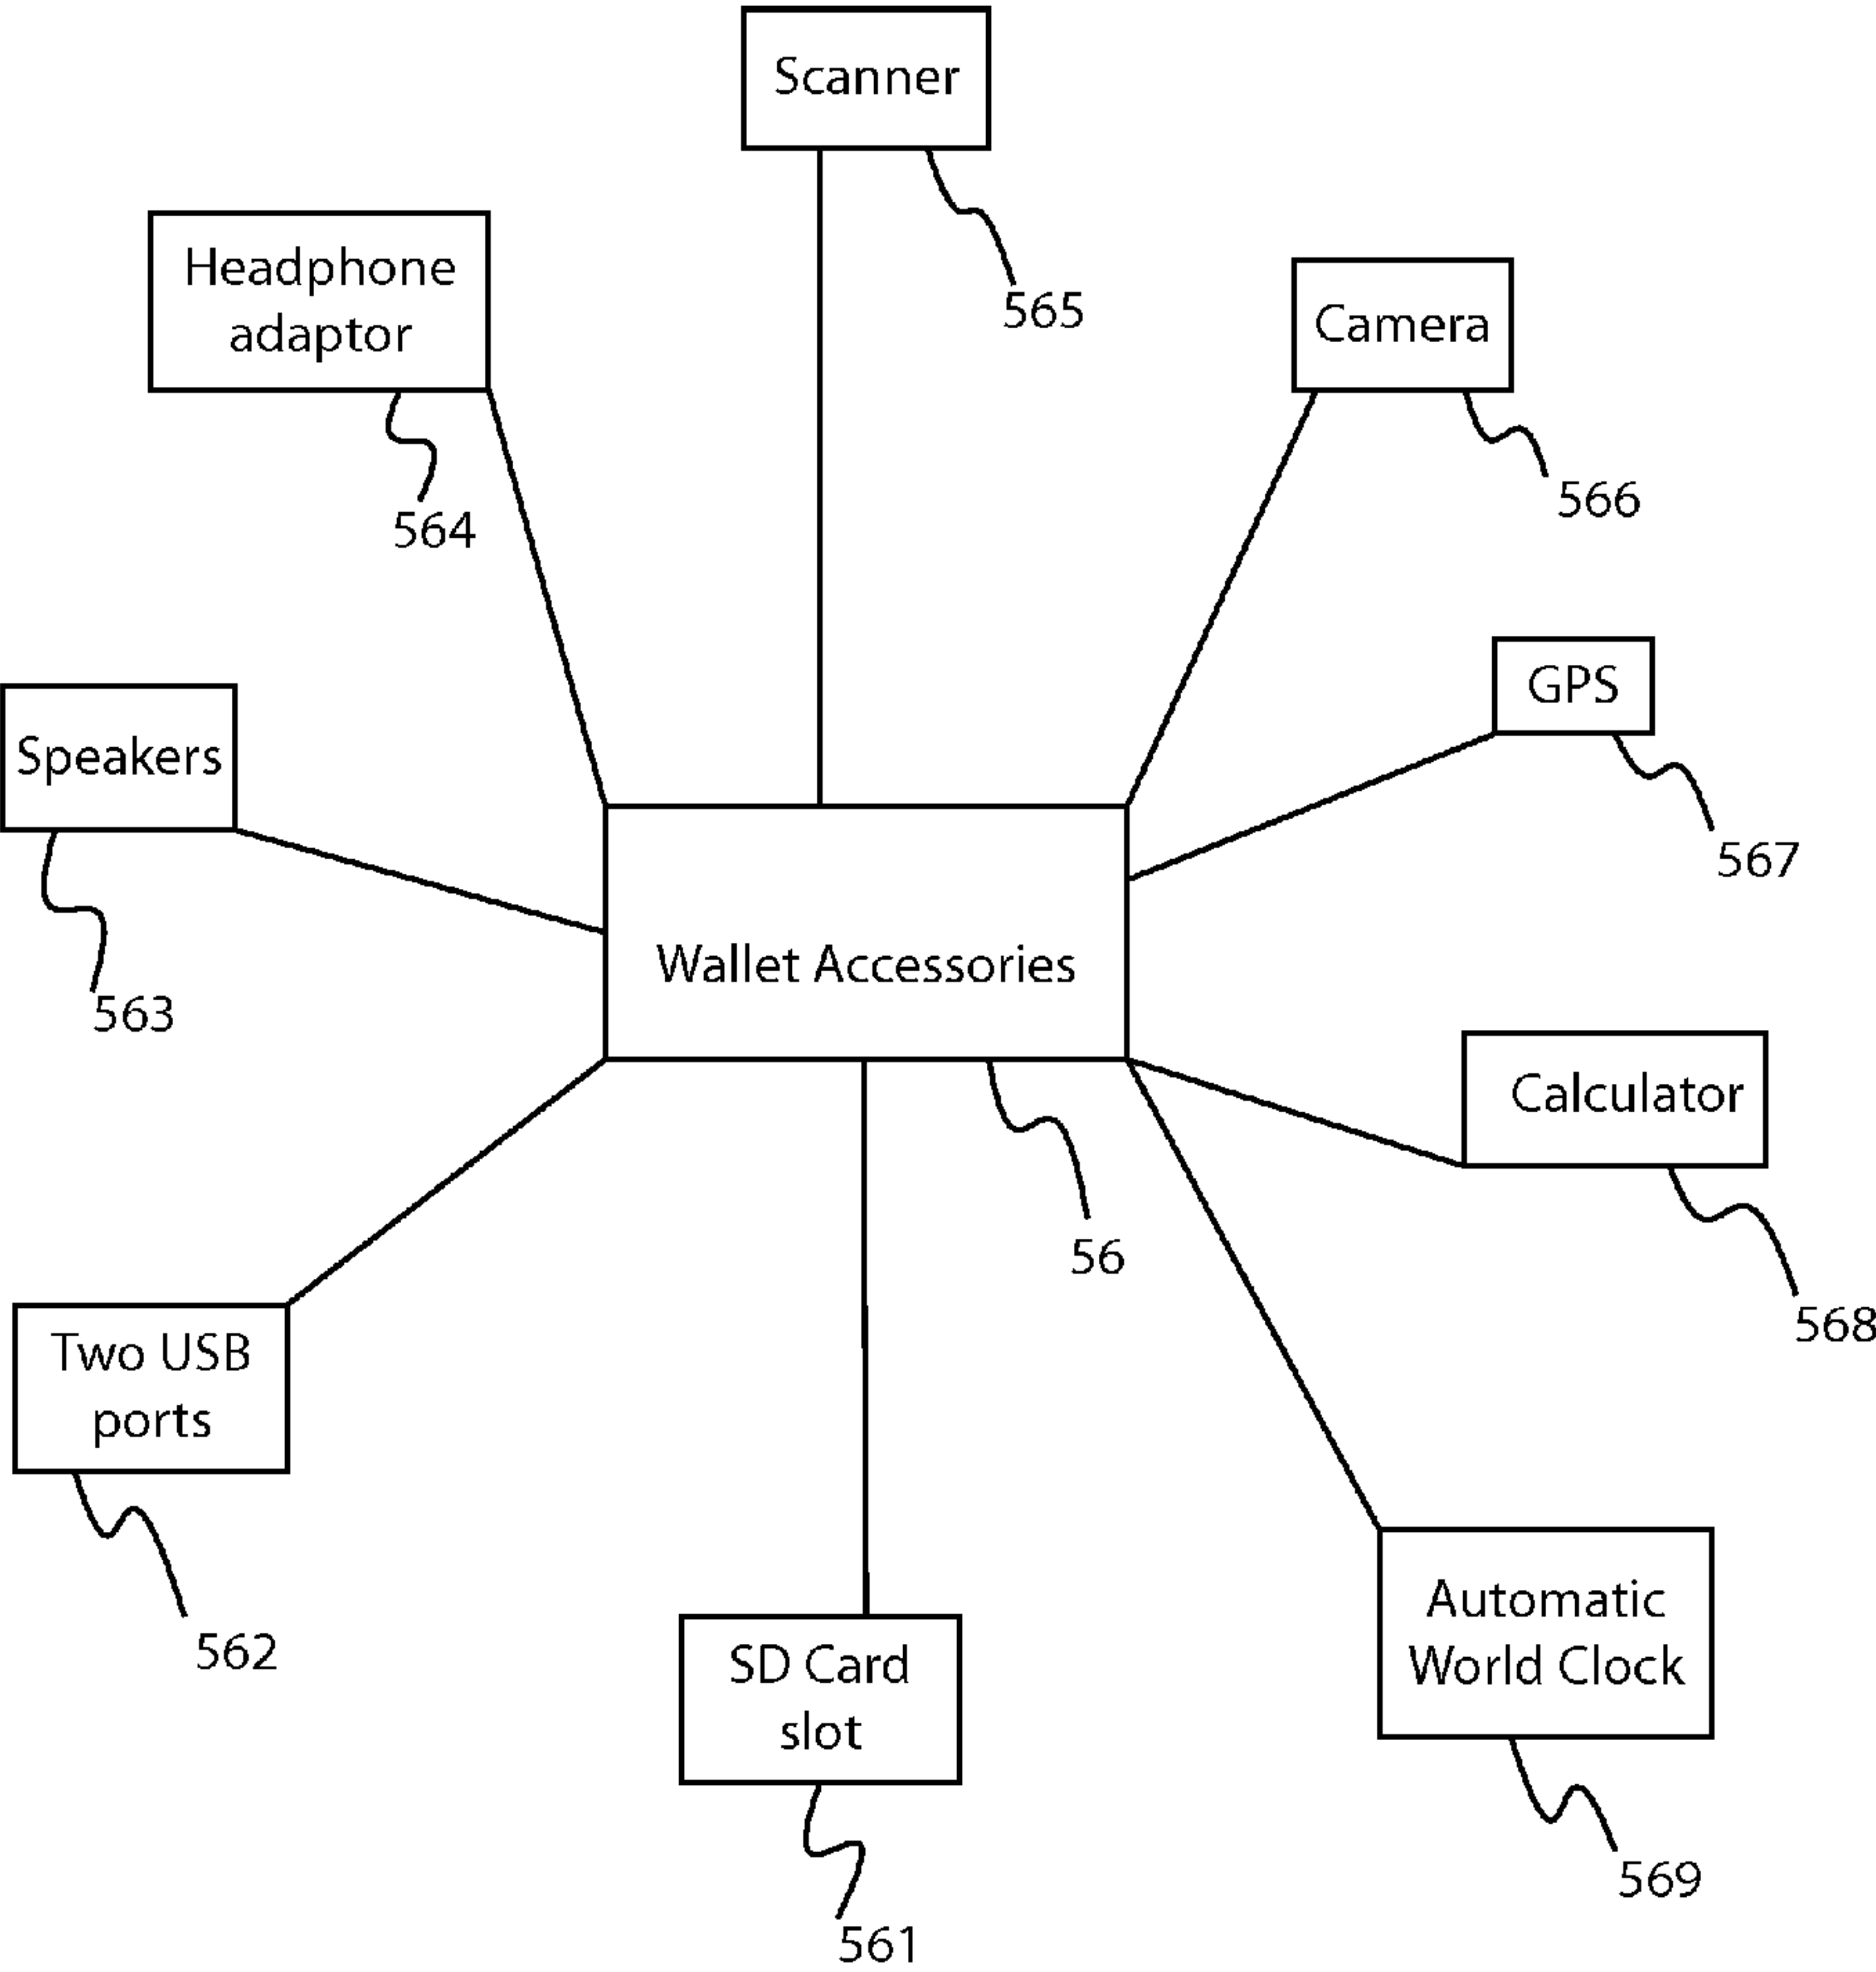 Scanner
565
Headphone
adaptor
564
Camera
566
GPS
567
Speakers
563
Wallet Accessories
56
Calculator
568
Two USB
ports
562
SD Card
slot
561
Automatic
World Clock
569